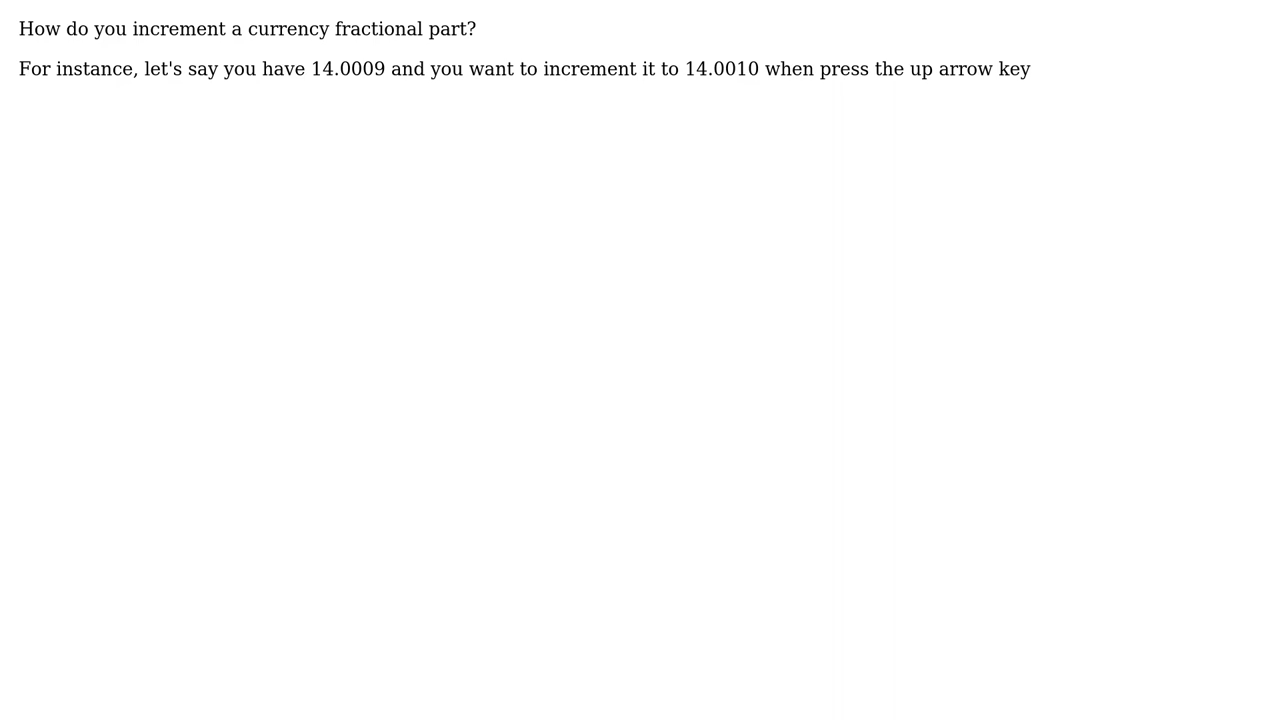 How do you increment a currency fractional part?
For instance, let's say you have 14.0009 and you want to increment it to 14.0010 when press the up arrow key